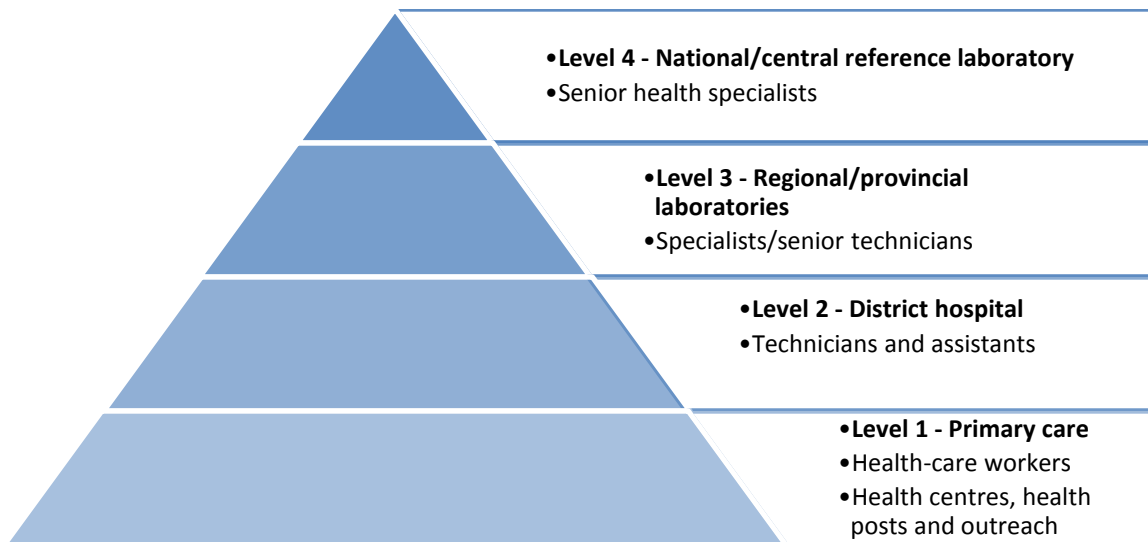 •Level 4 - National/central reference laboratory
•Senior health specialists
•Level 3 - Regional/provincial
laboratories
•Specialists/senior technicians
•Level 2 - District hospital
•Technicians and assistants
•Level 1 - Primary care
•Health-care workers
•Health centres, health
posts and outreach